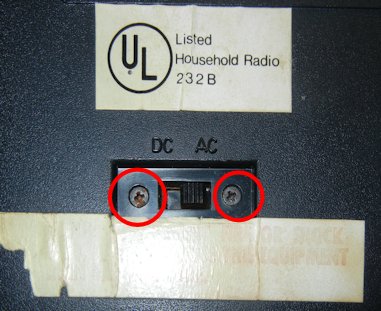 UL
Listed
Household Radio
232B
DC AC